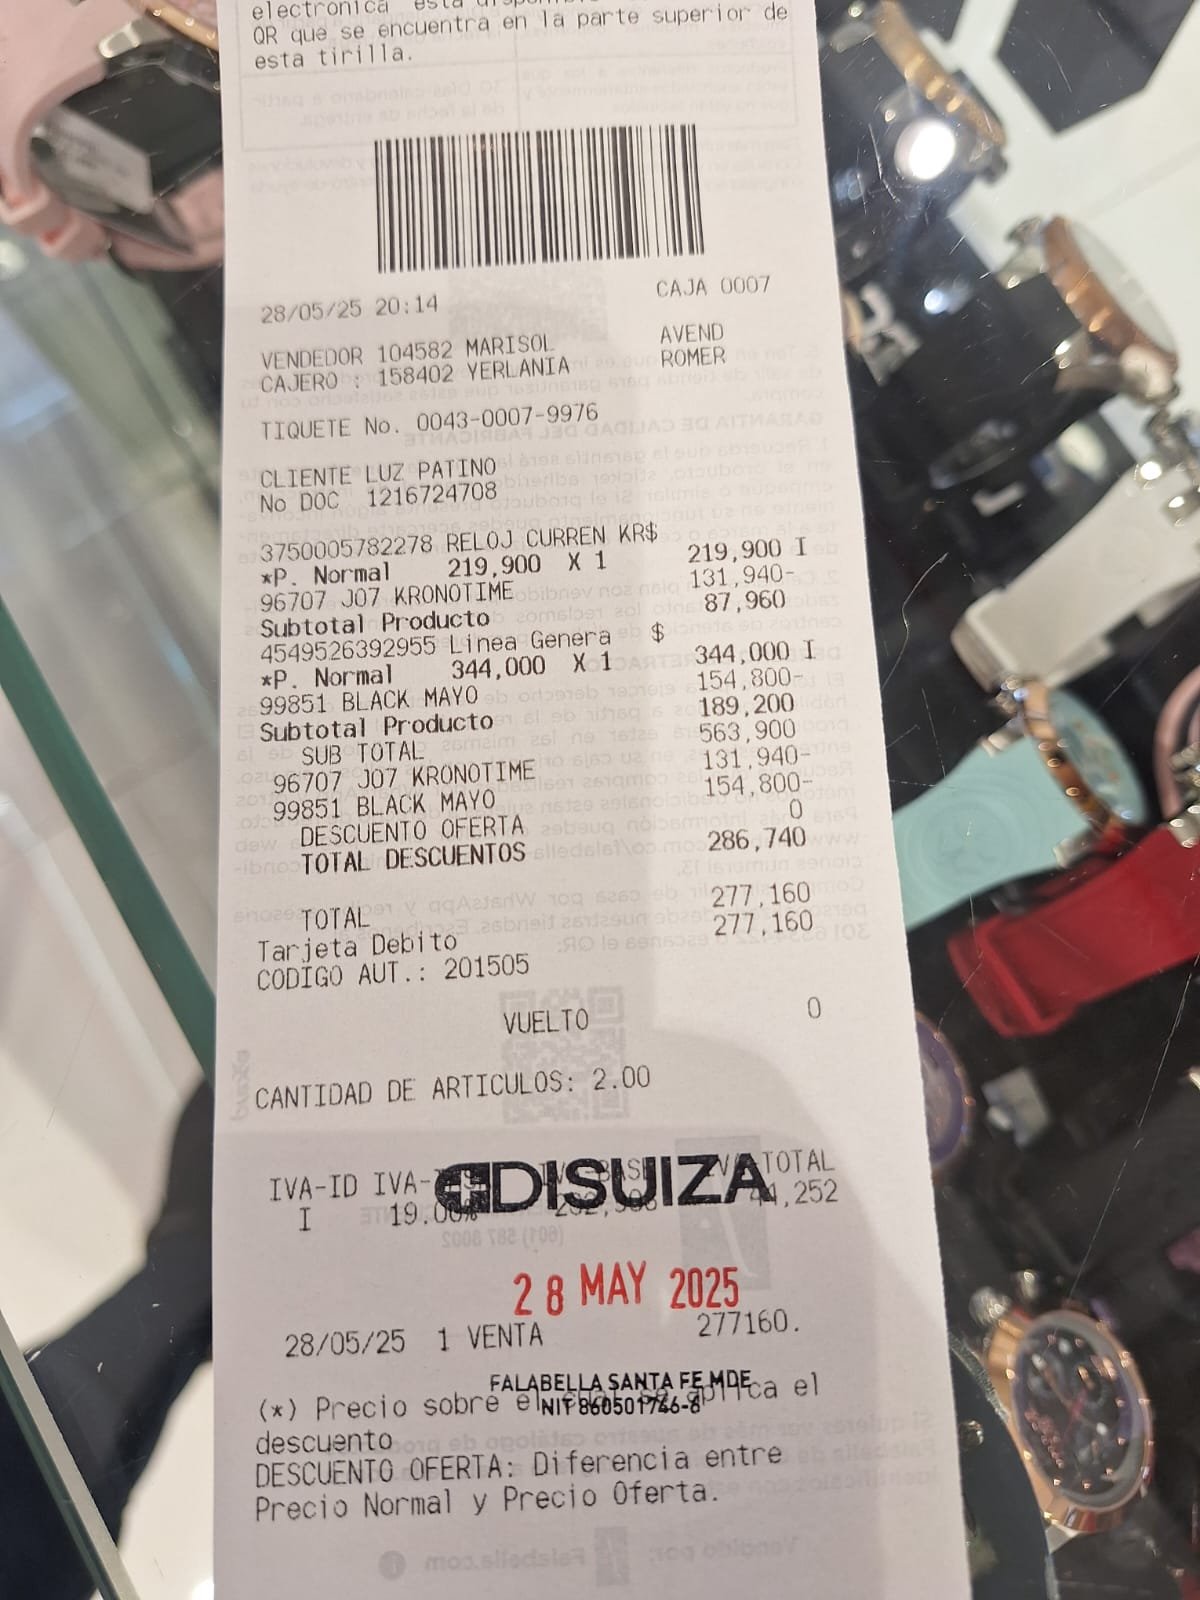 electronica está
QR que se encuentra en la parte superior de
esta tirilla.
28/05/25 20:14 CAJA 0007
VENDEDOR 104582 MARISOL AVEND
CAJERO : 158402 YERLANIA ROMER
TIQUETE No. 0043-0007-9976
CLIENTE LUZ PATINO
No DOC 1216724708
3750005782278 RELOJ CURREN KR$
*P. Normal 219,900 X 1 219,900 I
96707 J07 KRONOTIME 131,940-
Subtotal Producto 87,960
4549526392955 Linea Genera $
*P. Normal 344,000 X 1 344,000 I
99851 BLACK MAYO 154,800-
Subtotal Producto 189,200
SUB TOTAL 563,900
96707 J07 KRONOTIME 131,940-
99851 BLACK MAYO 154,800-
DESCUENTO OFERTA 0
TOTAL DESCUENTOS 286,740
TOTAL 277,160
Tarjeta Debito 277,160
CODIGO AUT.: 201505
VUELTO 0
CANTIDAD DE ARTICULOS: 2.00
IVA-ID TOTAL
DISUIZA
I 19.00%
28 MAY 2025
28/05/25 1 VENTA 277160.
FALABELLA SANTA FE MDE
(*) Precio sobre el aplica el
NIT 860501746-8
descuento
DESCUENTO OFERTA: Diferencia entre
Precio Normal y Precio Oferta.